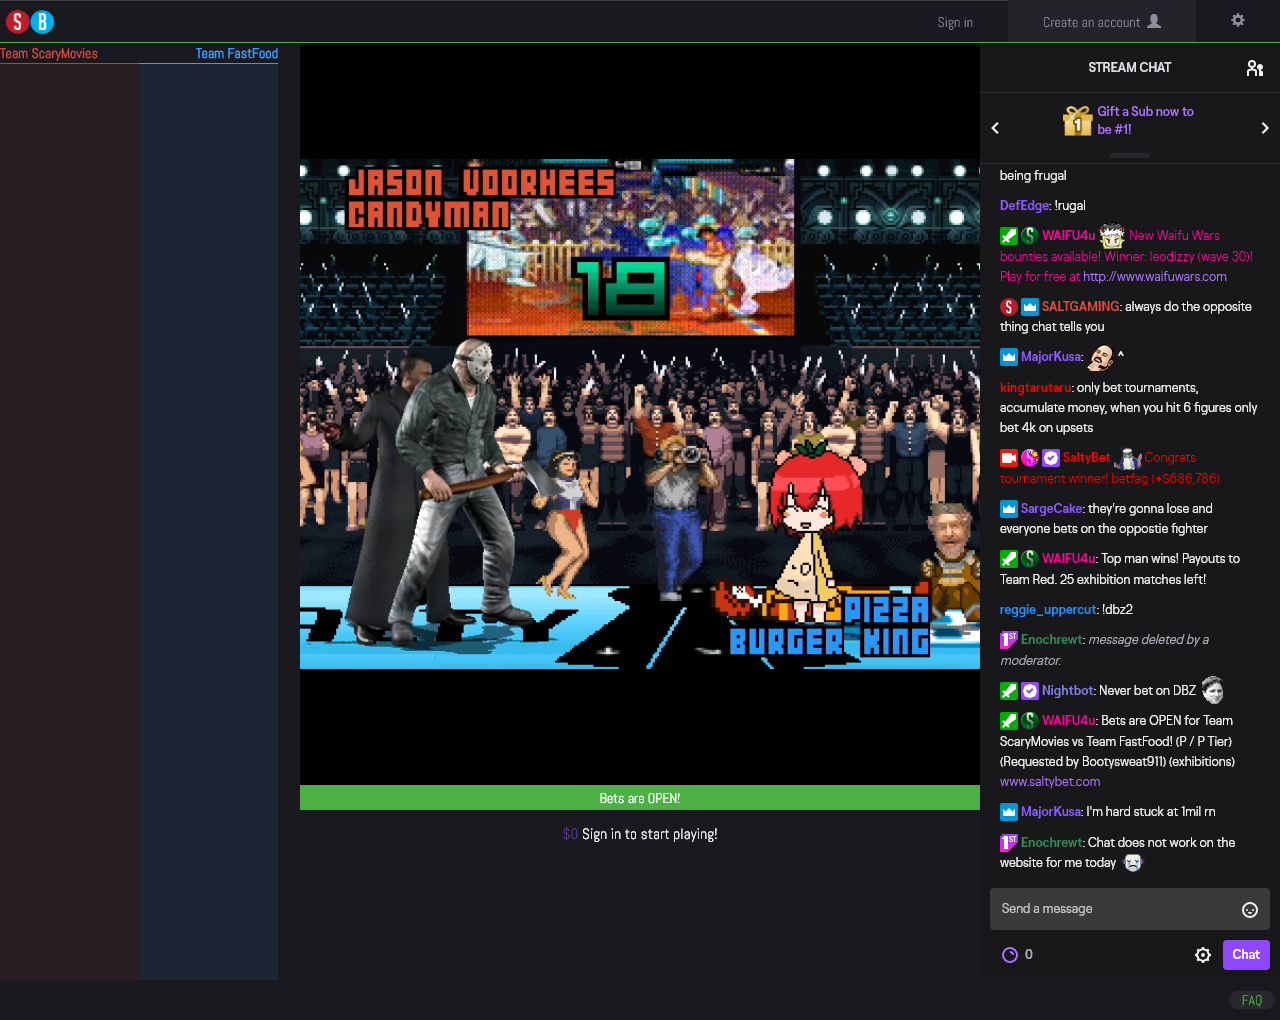 S B
Sign in
Create an account
Team ScaryMovies
Team FastFood
JASON VOORHEES
CANDYMAN
18
PIZZA
BURGER KING
Bets are OPEN!
$0 Sign in to start playing!
STREAM CHAT
1
Gift a Sub now to
be #1!
being frugal
DefEdge: !rugal
WAIFU4u New Waifu Wars
bounties available! Winner: leodizzy (wave 30)!
Play for free at http://www.waifuwars.com
SALTGAMING: always do the opposite
thing chat tells you
MajorKusa: ^
kingtarutaru: only bet tournaments,
accumulate money, when you hit 6 figures only
bet 4k on upsets
SaltyBet Congrats
tournament winner! betfag (+$686,786)
SargeCake: they're gonna lose and
everyone bets on the oppostie fighter
WAIFU4u: Top man wins! Payouts to
Team Red. 25 exhibition matches left!
reggie_uppercut: !dbz2
1ST Enochrewt: message deleted by a
moderator.
Nightbot: Never bet on DBZ
WAIFU4u: Bets are OPEN for Team
ScaryMovies vs Team FastFood! (P / P Tier)
(Requested by Bootysweat911) (exhibitions)
www.saltybet.com
MajorKusa: I'm hard stuck at 1mil rn
1ST Enochrewt: Chat does not work on the
website for me today
Send a message
0
Chat
FAQ